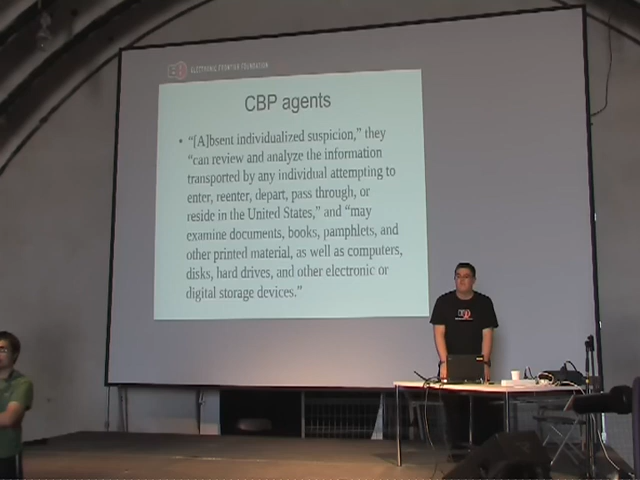 ELECTRONIC FRONTIER FOUNDATION
CBP agents
• “[A]bsent individualized suspicion,” they
“can review and analyze the information
transported by any individual attempting to
enter, reenter, depart, pass through, or
reside in the United States,” and “may
examine documents, books, pamphlets, and
other printed material, as well as computers,
disks, hard drives, and other electronic or
digital storage devices.”